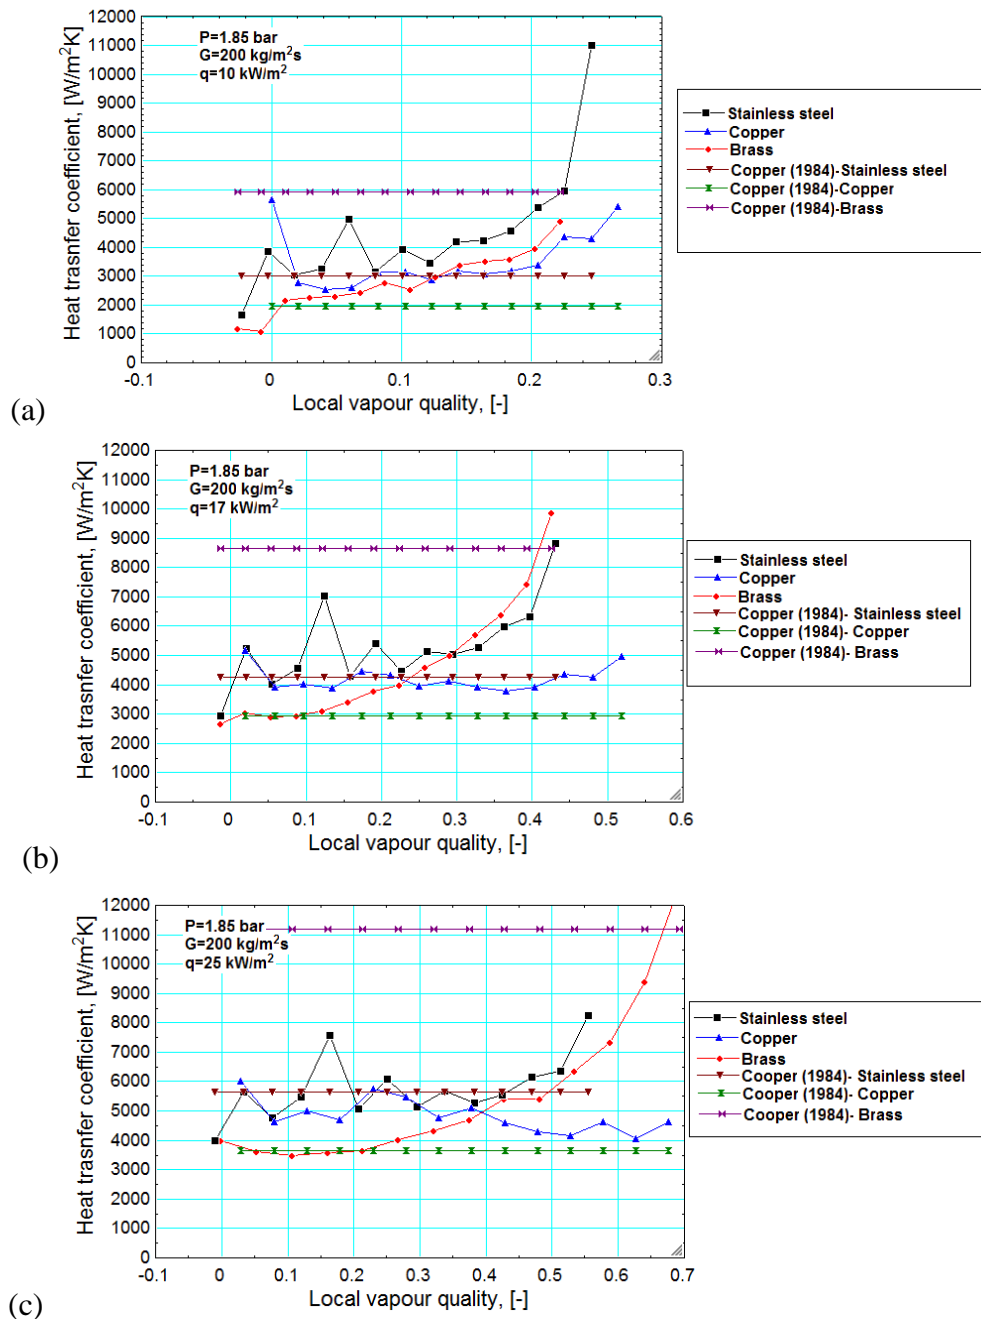 12000
11000
10000
9000
8000
7000
6000
5000
4000
3000
2000
1000
0
Heat trasnfer coefficient, [W/m²K]
P=1.85 bar
G=200 kg/m²s
q=10 kW/m²
-0.1
0
0.1
0.2
0.3
Local vapour quality, [-]
Stainless steel
Copper
Brass
Copper (1984)-Stainless steel
Copper (1984)-Copper
Copper (1984)-Brass
(a)
12000
11000
10000
9000
8000
7000
6000
5000
4000
3000
2000
1000
0
Heat trasnfer coefficient, [W/m²K]
P=1.85 bar
G=200 kg/m²s
q=17 kW/m²
-0.1
0
0.1
0.2
0.3
0.4
0.5
0.6
Local vapour quality, [-]
Stainless steel
Copper
Brass
Copper (1984)- Stainless steel
Copper (1984)- Copper
Copper (1984)- Brass
(b)
12000
11000
10000
9000
8000
7000
6000
5000
4000
3000
2000
1000
0
Heat trasnfer coefficient, [W/m²K]
P=1.85 bar
G=200 kg/m²s
q=25 kW/m²
-0.1
0
0.1
0.2
0.3
0.4
0.5
0.6
0.7
Local vapour quality, [-]
Stainless steel
Copper
Brass
Cooper (1984)- Stainless steel
Cooper (1984)- Copper
Cooper (1984)- Brass
(c)